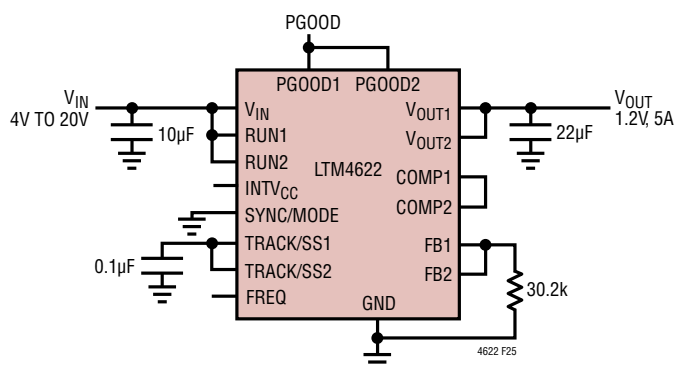 PGOOD
PGOOD1 PGOOD2
VIN
4V TO 20V
10µF
VIN
RUN1
RUN2
INTVCC
SYNC/MODE
TRACK/SS1
TRACK/SS2
FREQ
0.1µF
LTM4622
GND
VOUT1
VOUT2
COMP1
COMP2
FB1
FB2
VOUT
1.2V, 5A
22µF
30.2k
4622 F25